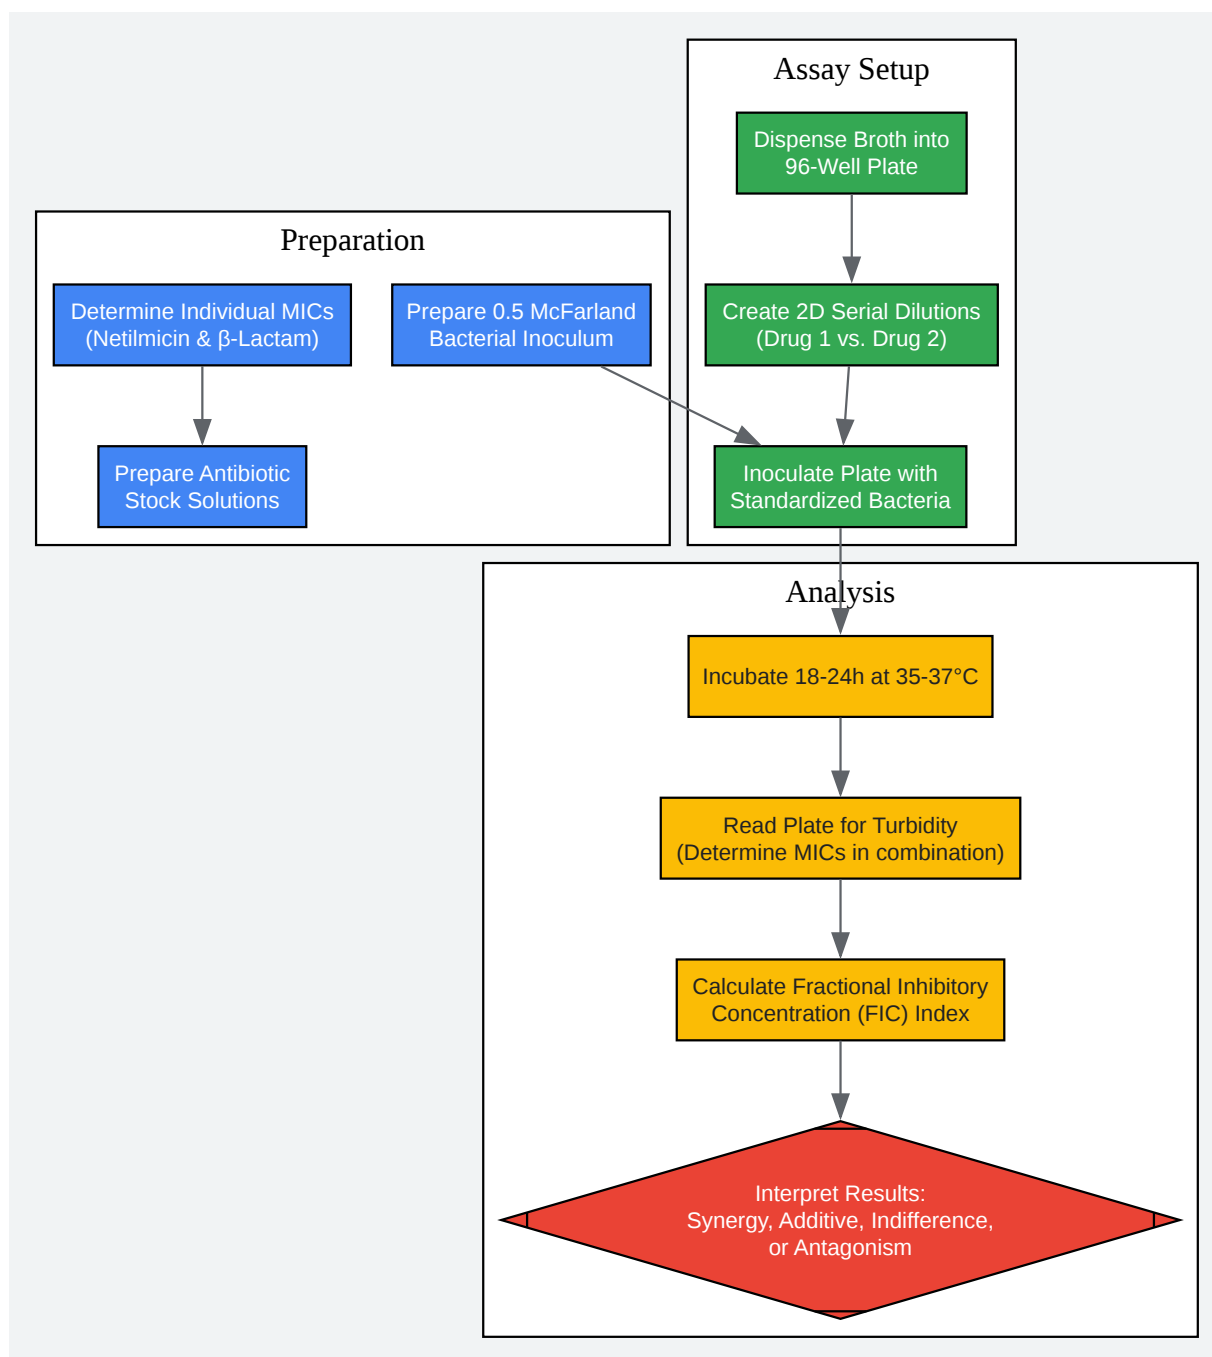 Assay Setup
Dispense Broth into
96-Well Plate
Preparation
Determine Individual MICs
(Netilmicin & β-Lactam)
Prepare 0.5 McFarland
Bacterial Inoculum
Create 2D Serial Dilutions
(Drug 1 vs. Drug 2)
Prepare Antibiotic
Stock Solutions
Inoculate Plate with
Standardized Bacteria
Analysis
Incubate 18-24h at 35-37°C
Read Plate for Turbidity
(Determine MICs in combination)
Calculate Fractional Inhibitory
Concentration (FIC) Index
Interpret Results:
Synergy, Additive, Indifference,
or Antagonism